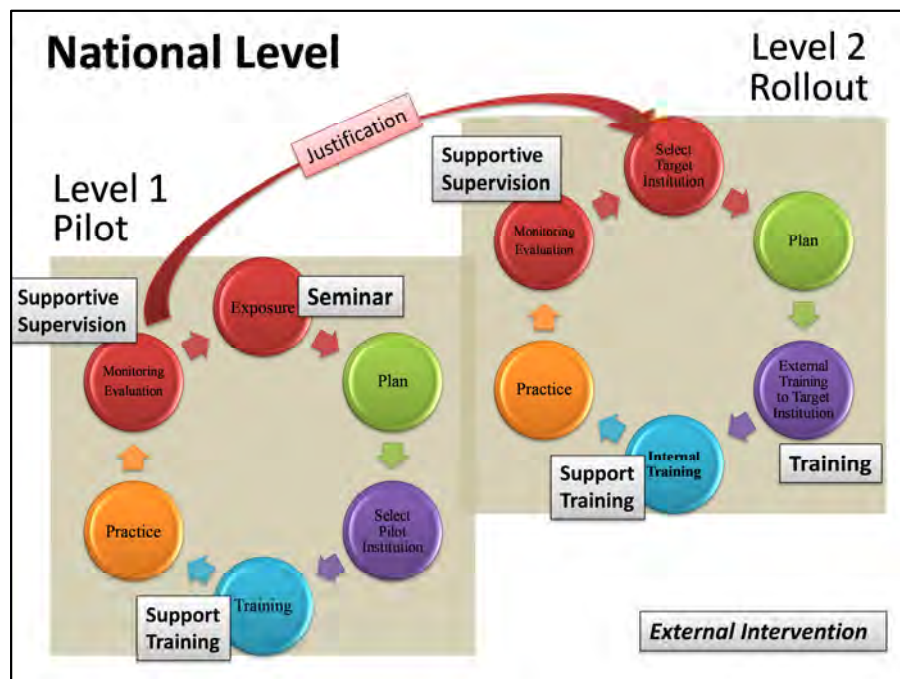 National Level
Level 2
Rollout
Justification
Level 1
Pilot
Supportive
Supervision
Exposure
Seminar
Plan
Select
Pilot
Institution
Training
Support
Training
Practice
Monitoring
Evaluation
Supportive
Supervision
Select
Target
Institution
Plan
External
Training
to Target
Institution
Training
Internal
Training
Support
Training
Practice
Monitoring
Evaluation
External Intervention